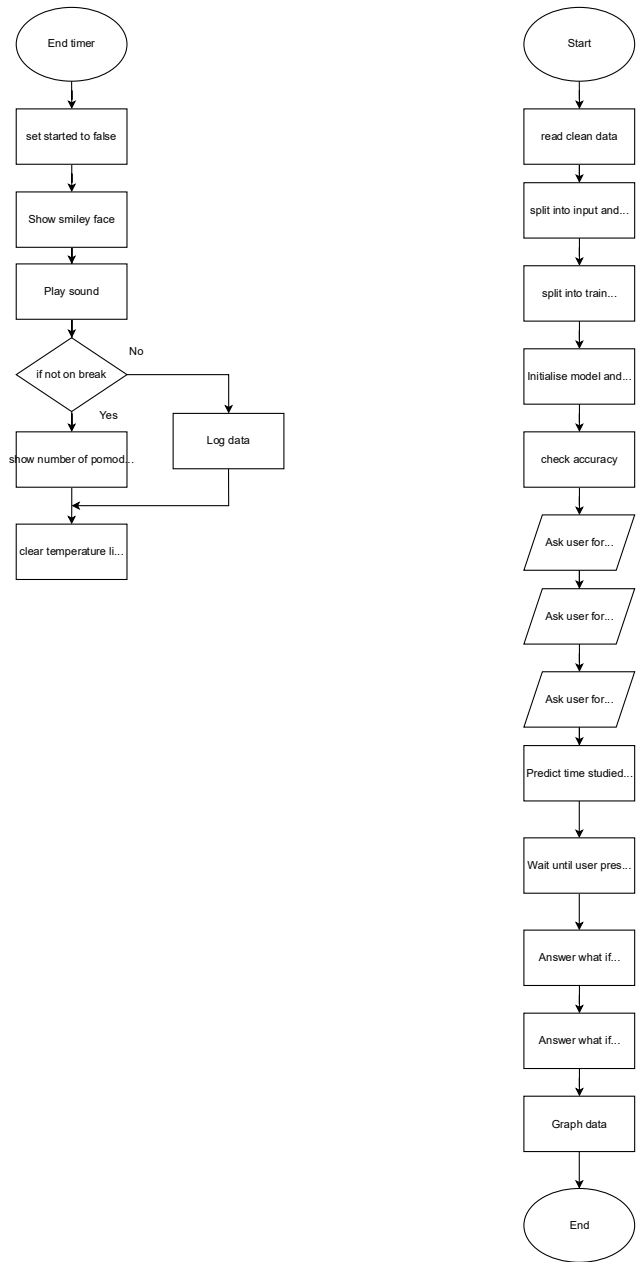 End timer
set started to false
Show smiley face
Play sound
if not on break
No
Yes
Log data
show number of pomod...
clear temperature li...
Start
read clean data
split into input and...
split into train...
Initialise model and...
check accuracy
Ask user for...
Ask user for...
Ask user for...
Predict time studied...
Wait until user pres...
Answer what if...
Answer what if...
Graph data
End